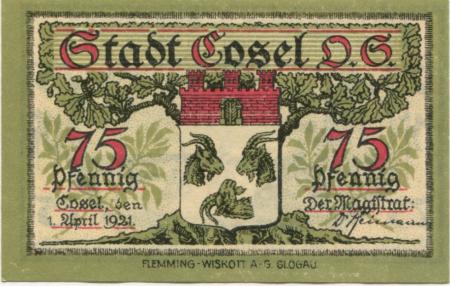 Stadt Cosel O.S.
75
Pfennig
Cosel, den
1. April 1921.
75
Pfennig
Der Magistrat:
FLEMMING-WISKOTT A-G. GLOGAU